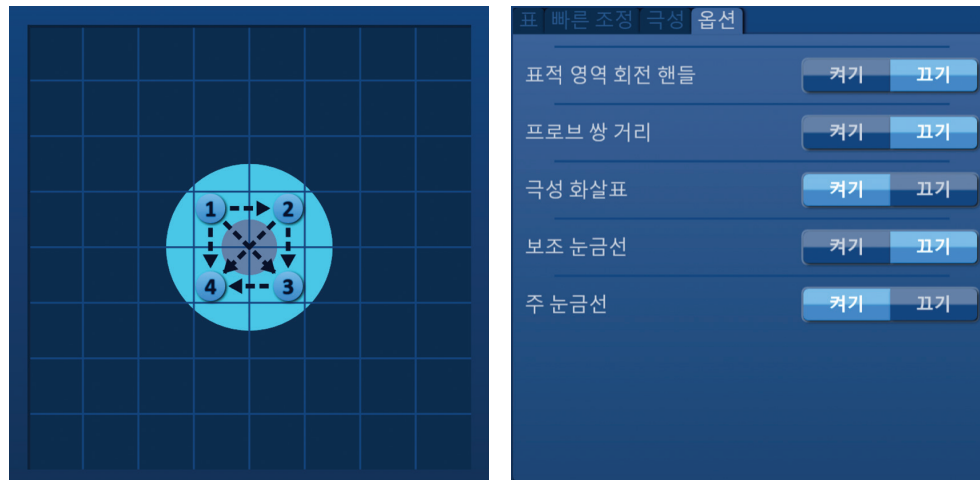 1 2
4 3
표 빠른 조정 극성 옵션
표적 영역 회전 핸들 켜기 끄기
프로브 쌍 거리 켜기 끄기
극성 화살표 켜기 끄기
보조 눈금선 켜기 끄기
주 눈금선 켜기 끄기